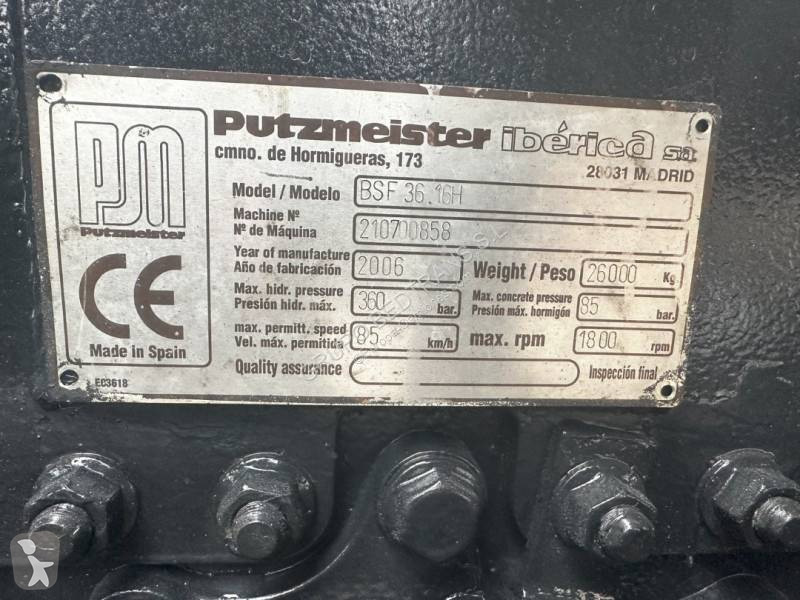 PM
Putzmeister
CE
Made in Spain
EC3618
Putzmeister ibérica sa
cmno. de Hormigueras, 173
28031 MADRID
Model / Modelo BSF 36.16H
Machine Nº
Nº de Máquina 210700858
Year of manufacture
Año de fabricación 2006 Weight / Peso 26000 Kg
Max. hidr. pressure
Presión hidr. máx. 360 bar.
Max. concrete pressure
Presión máx. hormigón 85 bar.
max. permitt. speed
Vel. máx. permitida 85 km/h max. rpm 1800 rpm
Quality assurance Inspección final